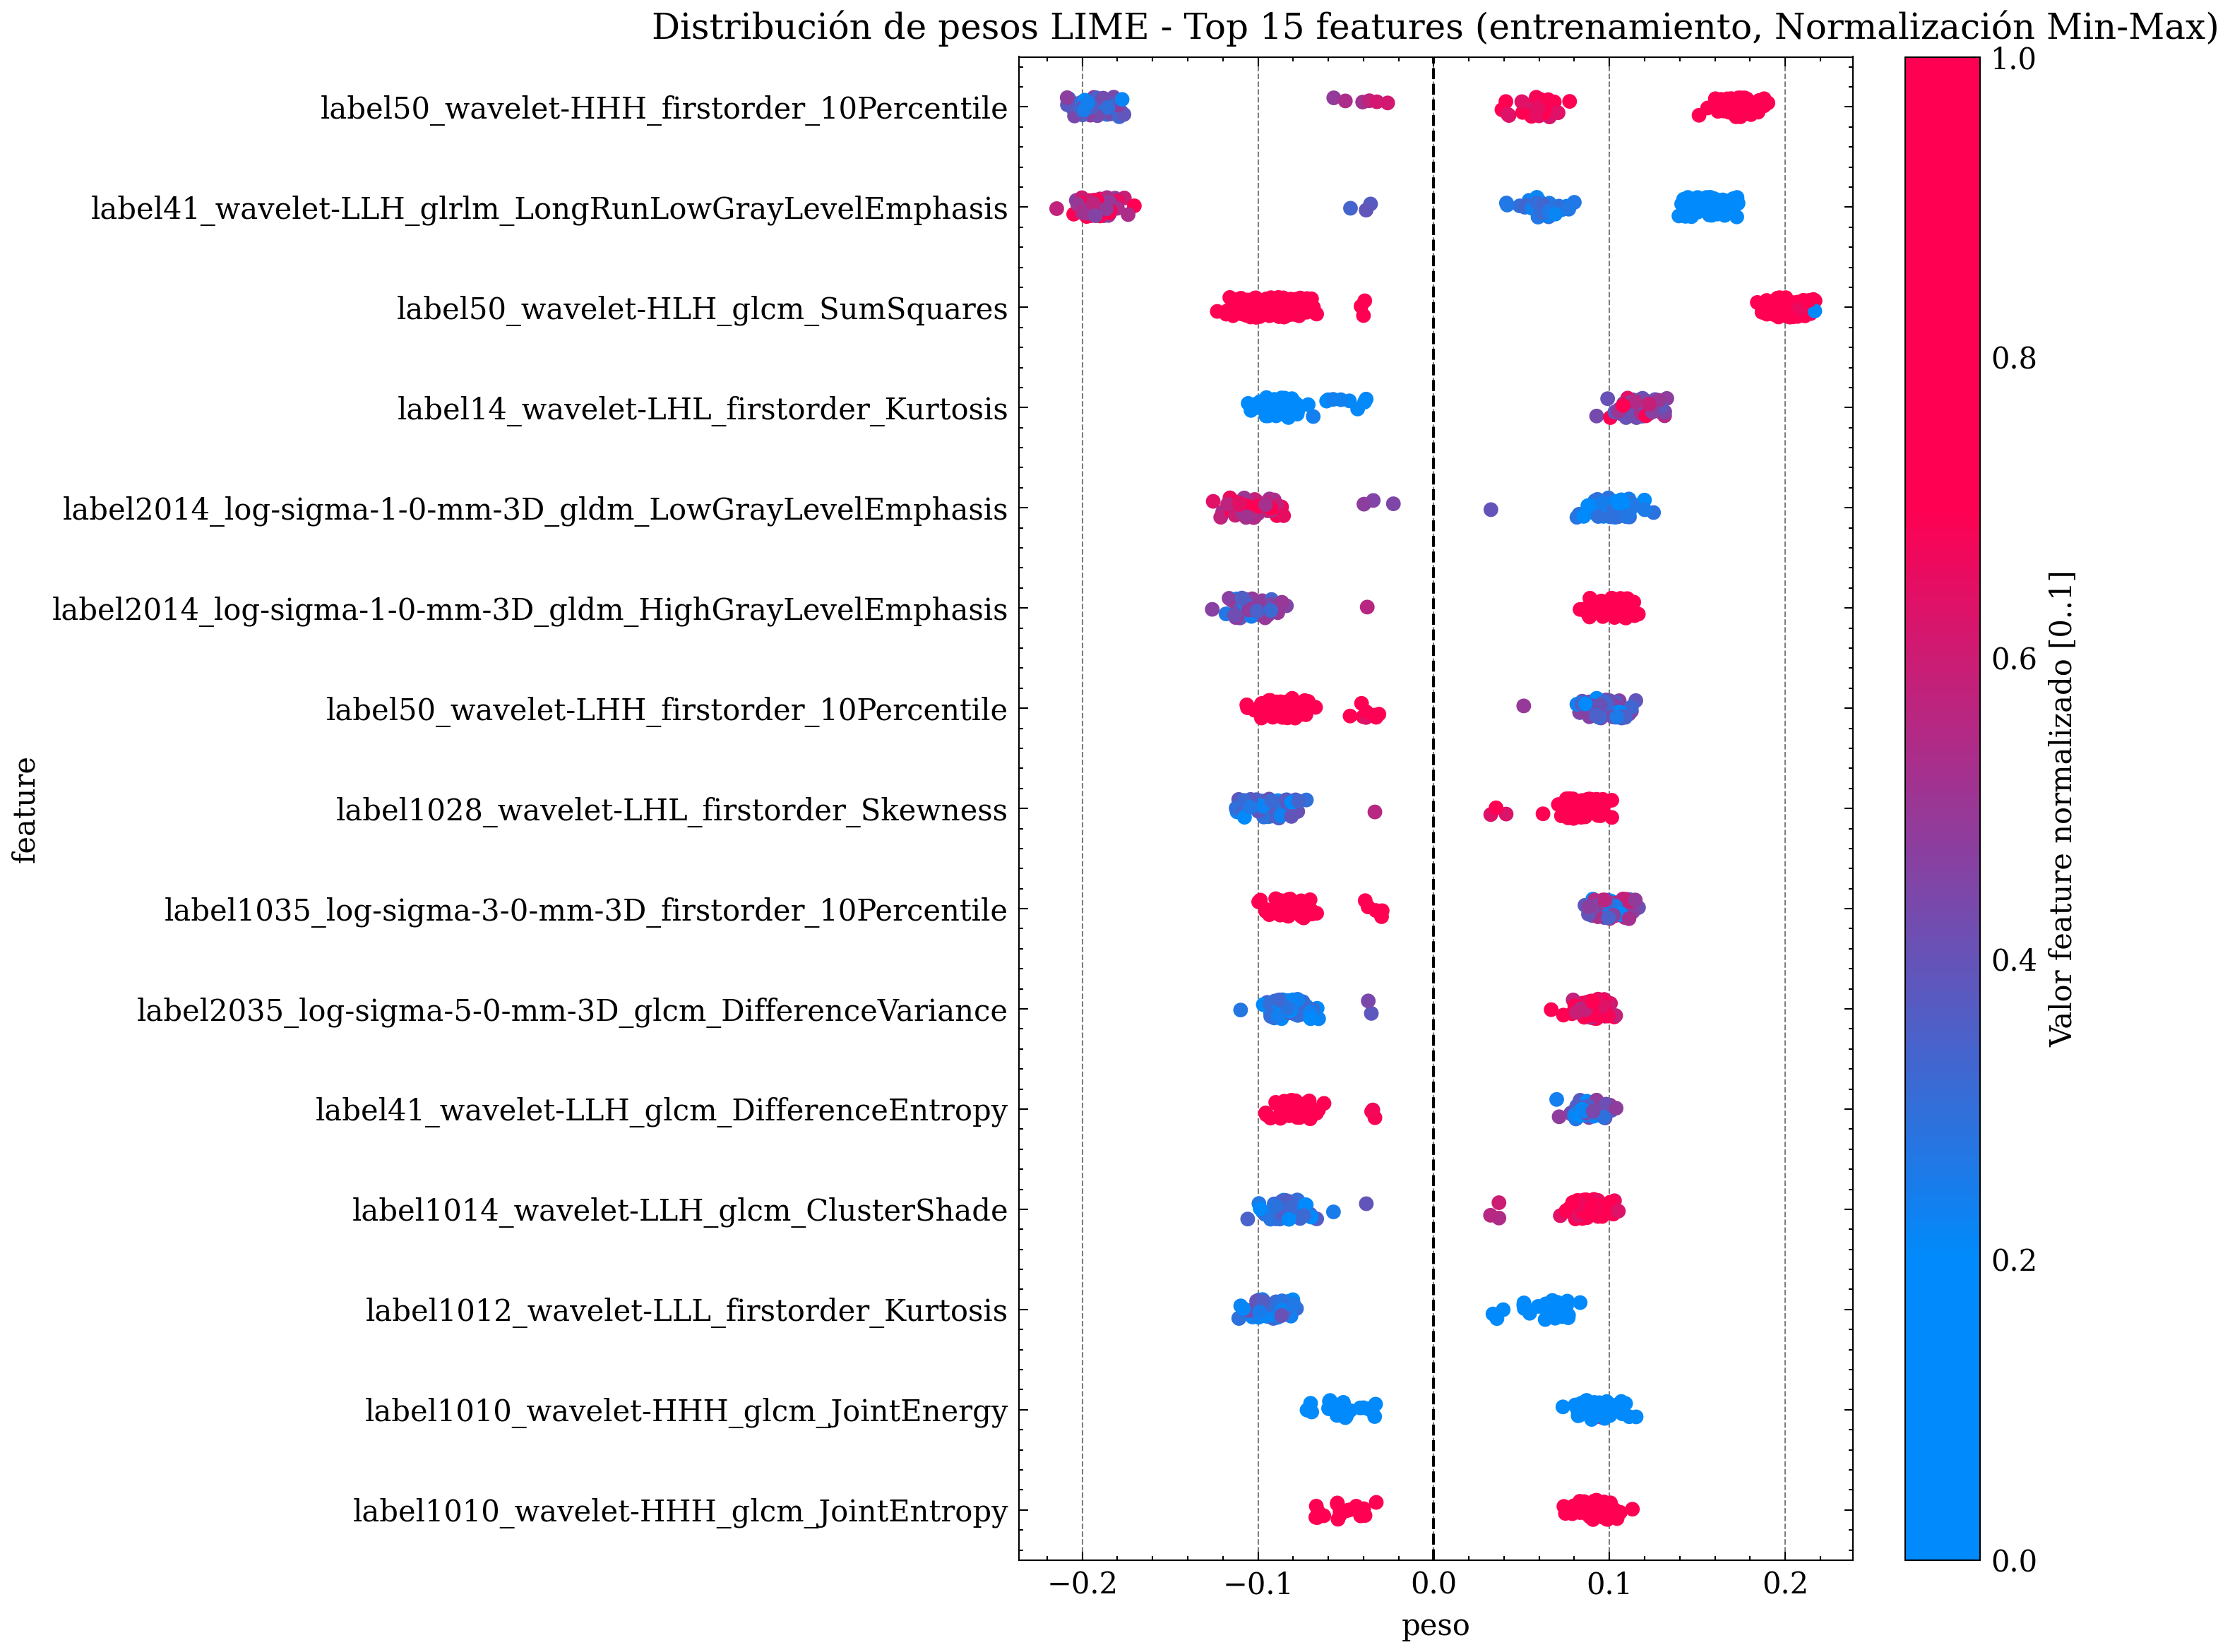 Distribución de pesos LIME - Top 15 features (entrenamiento, Normalización Min-Max)
label50_wavelet-HHH_firstorder_10Percentile
label41_wavelet-LLH_glrlm_LongRunLowGrayLevelEmphasis
label50_wavelet-HLH_glcm_SumSquares
label14_wavelet-LHL_firstorder_Kurtosis
label2014_log-sigma-1-0-mm-3D_gldm_LowGrayLevelEmphasis
label2014_log-sigma-1-0-mm-3D_gldm_HighGrayLevelEmphasis
label50_wavelet-LHH_firstorder_10Percentile
label1028_wavelet-LHL_firstorder_Skewness
label1035_log-sigma-3-0-mm-3D_firstorder_10Percentile
label2035_log-sigma-5-0-mm-3D_glcm_DifferenceVariance
label41_wavelet-LLH_glcm_DifferenceEntropy
label1014_wavelet-LLH_glcm_ClusterShade
label1012_wavelet-LLL_firstorder_Kurtosis
label1010_wavelet-HHH_glcm_JointEnergy
label1010_wavelet-HHH_glcm_JointEntropy
feature
−0.2 −0.1 0.0 0.1 0.2
peso
1.0
0.8
0.6
0.4
0.2
0.0
Valor feature normalizado [0..1]